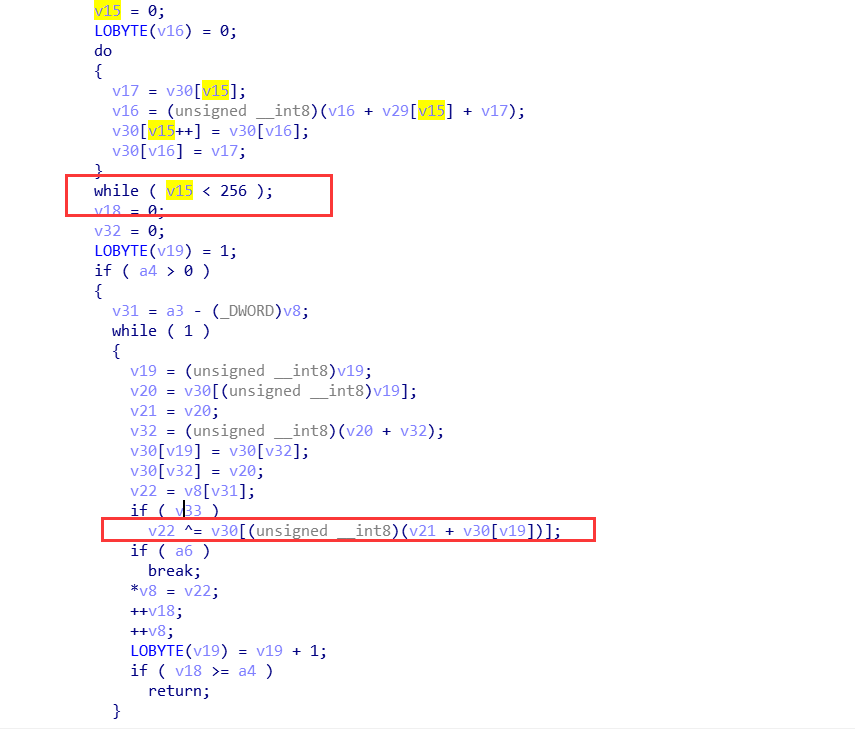 v15 = 0;
LOBYTE(v16) = 0;
do
{
v17 = v30[v15];
v16 = (unsigned __int8)(v16 + v29[v15] + v17);
v30[v15++] = v30[v16];
v30[v16] = v17;
}
while ( v15 < 256 );
v18 = 0;
v32 = 0;
LOBYTE(v19) = 1;
if ( a4 > 0 )
{
v31 = a3 - (_DWORD)v8;
while ( 1 )
{
v19 = (unsigned __int8)v19;
v20 = v30[(unsigned __int8)v19];
v21 = v20;
v32 = (unsigned __int8)(v20 + v32);
v30[v19] = v30[v32];
v30[v32] = v20;
v22 = v8[v31];
if ( v33 )
v22 ^= v30[(unsigned __int8)(v21 + v30[v19])];
if ( a6 )
break;
*v8 = v22;
++v18;
++v8;
LOBYTE(v19) = v19 + 1;
if ( v18 >= a4 )
return;
}